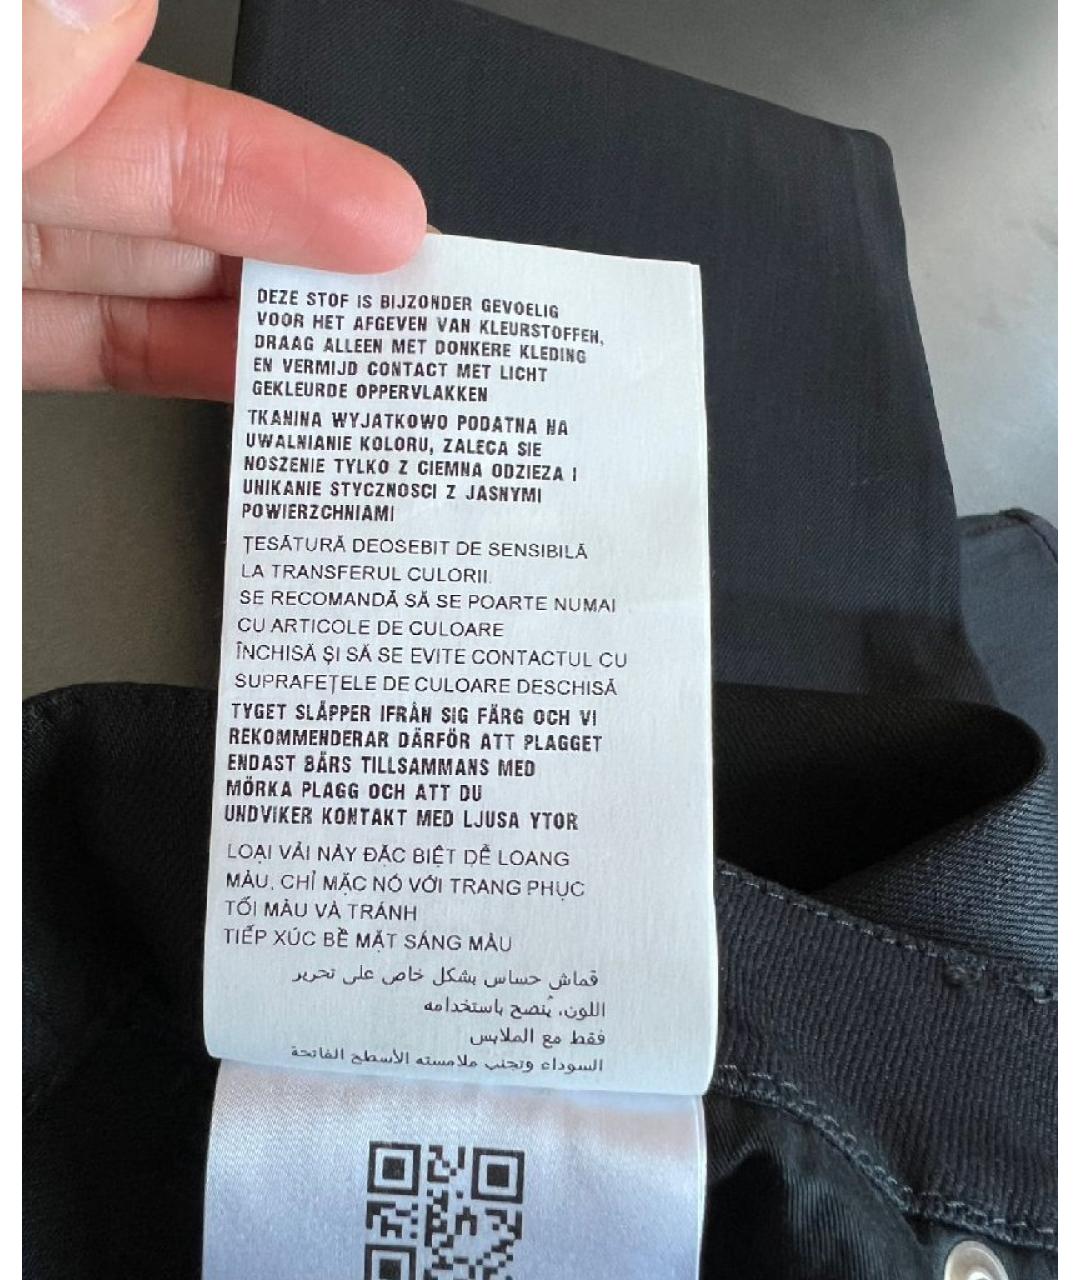 DEZE STOF IS BIJZONDER GEVOELIG
VOOR HET AFGEVEN VAN KLEURSTOFFEN,
DRAAG ALLEEN MET DONKERE KLEDING
EN VERMIJD CONTACT MET LICHT
GEKLEURDE OPPERVLAKKEN
TKANINA WYJATKOWO PODATNA NA
UWALNIANIE KOLORU, ZALECA SIE
NOSZENIE TYLKO Z CIEMNA ODZIEZA I
UNIKANIE STYCZNOSCI Z JASNYMI
POWIERZCHNIAMI
ȚESĂTURĂ DEOSEBIT DE SENSIBILĂ
LA TRANSFERUL CULORII.
SE RECOMANDĂ SĂ SE POARTE NUMAI
CU ARTICOLE DE CULOARE
ÎNCHISĂ ȘI SĂ SE EVITE CONTACTUL CU
SUPRAFEȚELE DE CULOARE DESCHISĂ
TYGET SLÄPPER IFRÅN SIG FÄRG OCH VI
REKOMMENDERAR DÄRFÖR ATT PLAGGET
ENDAST BÄRS TILLSAMMANS MED
MÖRKA PLAGG OCH ATT DU
UNDVIKER KONTAKT MED LJUSA YTOR
LOẠI VẢI NÀY ĐẶC BIỆT DỄ LOANG
MÀU, CHỈ MẶC NÓ VỚI TRANG PHỤC
TỐI MÀU VÀ TRÁNH
TIẾP XÚC BỀ MẶT SÁNG MÀU
قماش حساس بشكل خاص على تحرير
اللون، يُنصح باستخدامه
فقط مع الملابس
السوداء وتجنب ملامسته الأسطح الفاتحة